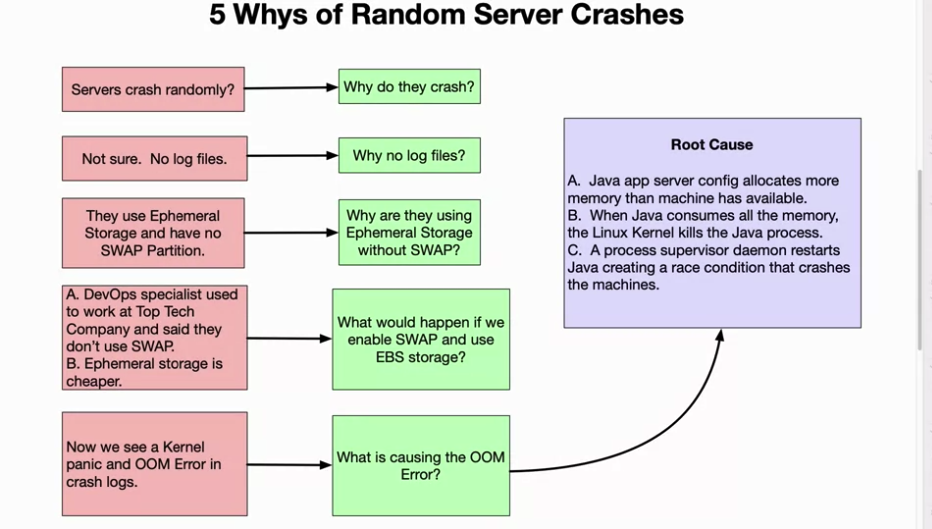 5 Whys of Random Server Crashes
Servers crash randomly?
Why do they crash?
Not sure.  No log files.
Why no log files?
They use Ephemeral
Storage and have no
SWAP Partition.
Why are they using
Ephemeral Storage
without SWAP?
A. DevOps specialist used
to work at Top Tech
Company and said they
don't use SWAP.
B. Ephemeral storage is
cheaper.
What would happen if we
enable SWAP and use
EBS storage?
Now we see a Kernel
panic and OOM Error in
crash logs.
What is causing the OOM
Error?
Root Cause
A.  Java app server config allocates more
memory than machine has available.
B.  When Java consumes all the memory,
the Linux Kernel kills the Java process.
C.  A process supervisor daemon restarts
Java creating a race condition that crashes
the machines.